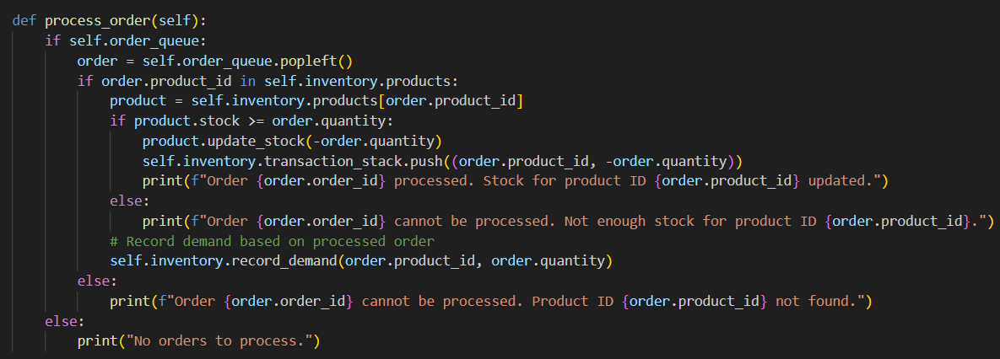 def process_order(self):
    if self.order_queue:
        order = self.order_queue.popleft()
        if order.product_id in self.inventory.products:
            product = self.inventory.products[order.product_id]
            if product.stock >= order.quantity:
                product.update_stock(-order.quantity)
                self.inventory.transaction_stack.push((order.product_id, -order.quantity))
                print(f"Order {order.order_id} processed. Stock for product ID {order.product_id} updated.")
            else:
                print(f"Order {order.order_id} cannot be processed. Not enough stock for product ID {order.product_id}.")
            # Record demand based on processed order
            self.inventory.record_demand(order.product_id, order.quantity)
        else:
            print(f"Order {order.order_id} cannot be processed. Product ID {order.product_id} not found.")
    else:
        print("No orders to process.")